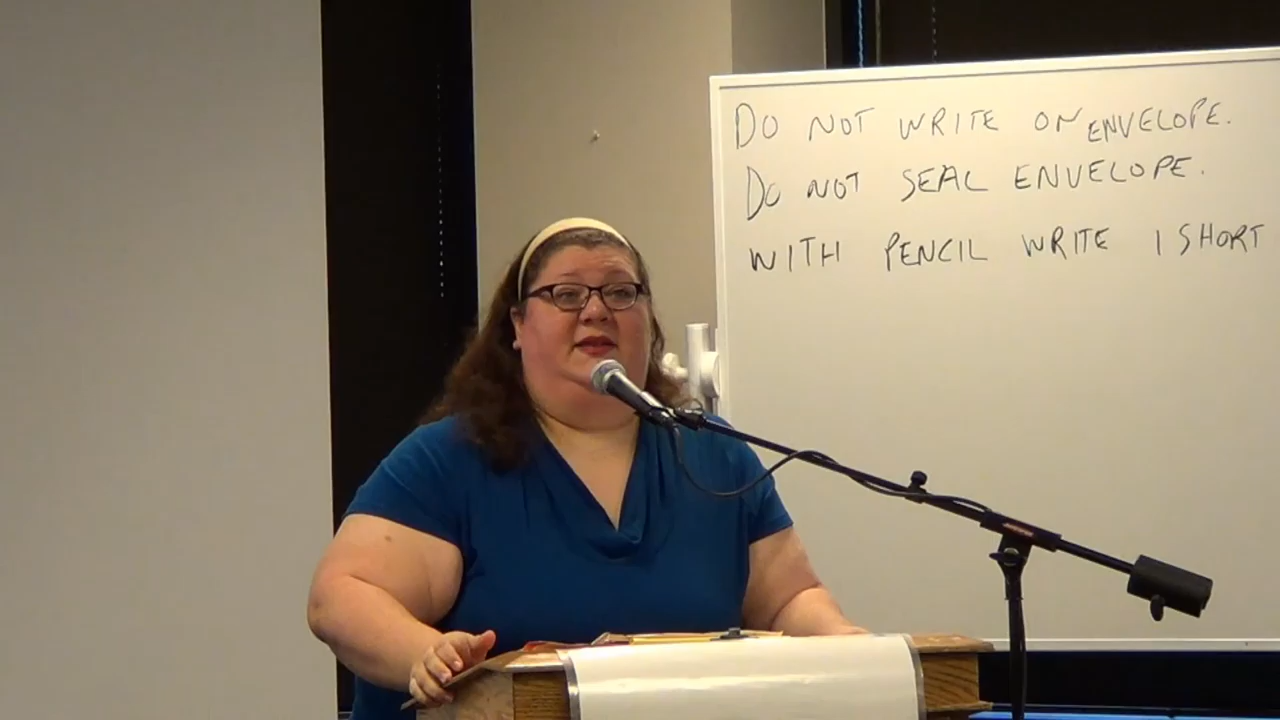 DO NOT WRITE ON ENVELOPE.
DO NOT SEAL ENVELOPE.
WITH PENCIL WRITE 1 SHORT